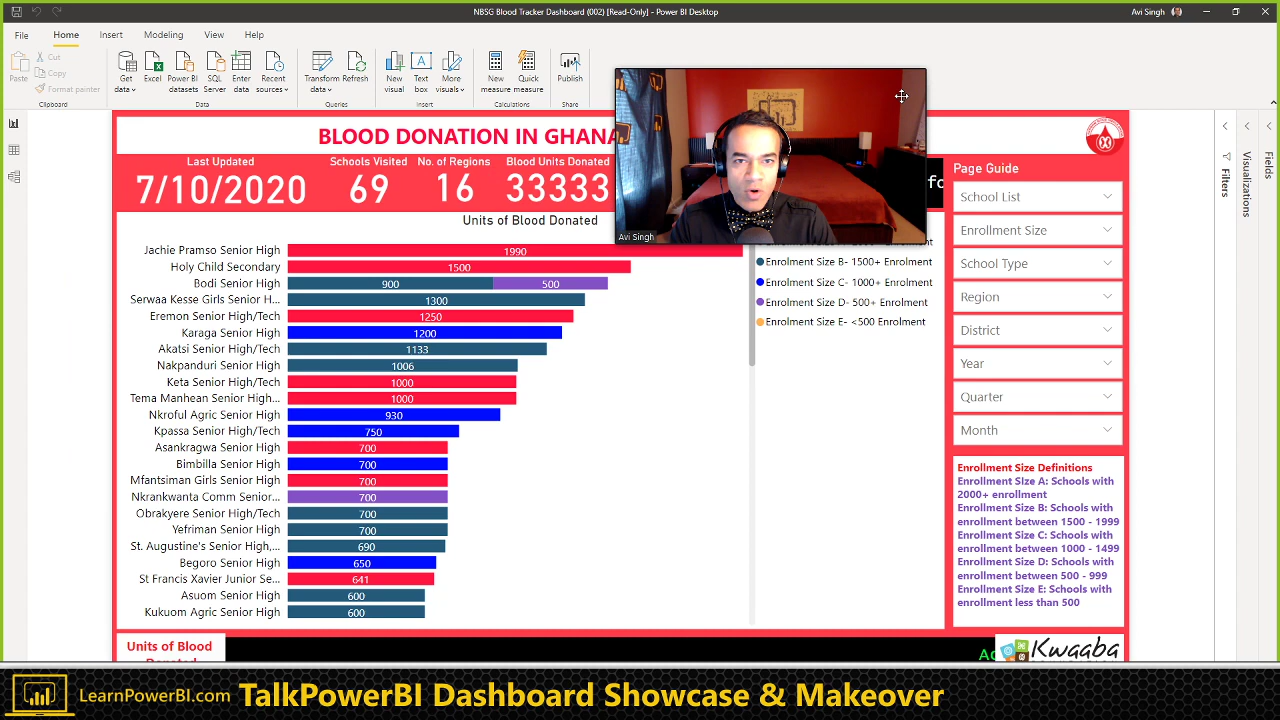 NBSG Blood Tracker Dashboard (002) [Read-Only] - Power BI Desktop
Avi Singh
File
Home
Insert
Modeling
View
Help
Paste
Cut
Copy
Format painter
Clipboard
Get data
Excel
Power BI datasets
SQL Server
Enter data
Recent sources
Data
Transform data
Refresh
Queries
New visual
Text box
More visuals
Insert
New measure
Quick measure
Calculations
Publish
Share
BLOOD DONATION IN GHANA
Last Updated
7/10/2020
Schools Visited
69
No. of Regions
16
Blood Units Donated
33333
Avi Singh
Units of Blood Donated
Jachie Pramso Senior High 1990
Holy Child Secondary 1500
Bodi Senior High 900 500
Serwaa Kesse Girls Senior H... 1300
Eremon Senior High/Tech 1250
Karaga Senior High 1200
Akatsi Senior High/Tech 1133
Nakpanduri Senior High 1006
Keta Senior High/Tech 1000
Tema Manhean Senior High... 1000
Nkroful Agric Senior High 930
Kpassa Senior High/Tech 750
Asankragwa Senior High 700
Bimbilla Senior High 700
Mfantsiman Girls Senior High 700
Nkrankwanta Comm Senior... 700
Obrakyere Senior High/Tech 700
Yefriman Senior High 700
St. Augustine's Senior High,... 690
Begoro Senior High 650
St Francis Xavier Junior Se... 641
Asuom Senior High 600
Kukuom Agric Senior High 600
Enrolment Size B- 1500+ Enrolment
Enrolment Size C- 1000+ Enrolment
Enrolment Size D- 500+ Enrolment
Enrolment Size E- <500 Enrolment
Page Guide
School List
Enrollment Size
School Type
Region
District
Year
Quarter
Month
Enrollment Size Definitions
Enrollment SIze A: Schools with
2000+ enrollment
Enrollment Size B: Schools with
enrollment between 1500 - 1999
Enrollment Size C: Schools with
enrollment between 1000 - 1499
Enrollment Size D: Schools with
enrollment between 500 - 999
Enrollment Size E: Schools with
enrollment less than 500
Filters
Visualizations
Fields
Units of Blood
Kwaaba
LearnPowerBI.com
TalkPowerBI Dashboard Showcase & Makeover